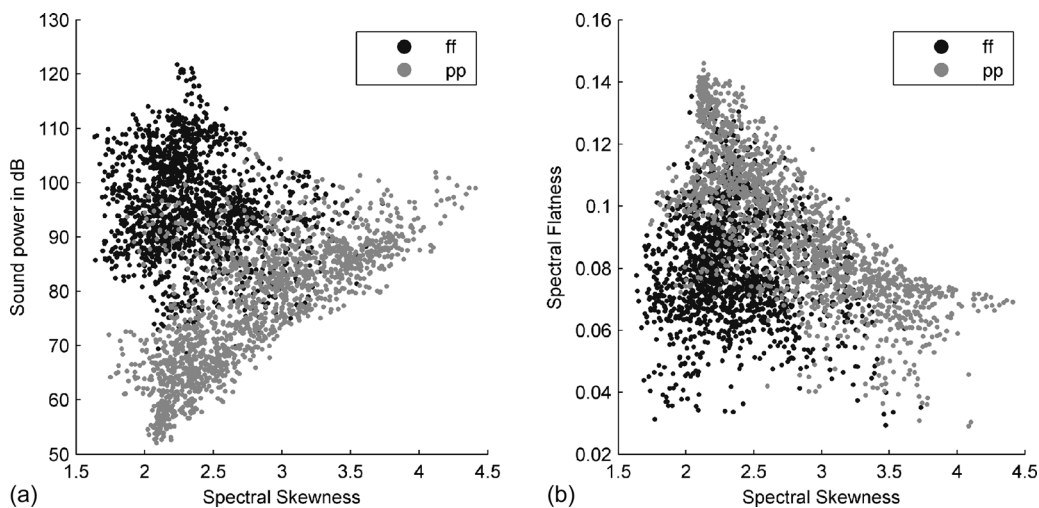 130
120
110
100
90
80
70
60
50
Sound power in dB
1.5 2 2.5 3 3.5 4 4.5
Spectral Skewness
ff
pp
(a)
0.16
0.14
0.12
0.1
0.08
0.06
0.04
0.02
Spectral Flatness
1.5 2 2.5 3 3.5 4 4.5
Spectral Skewness
ff
pp
(b)